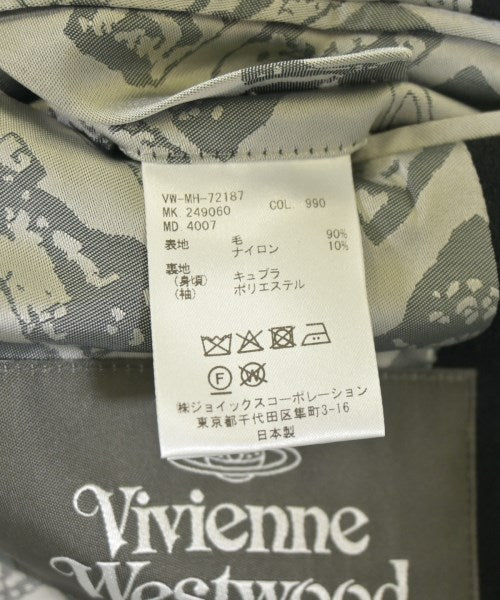 VW-MH-72187
MK 249060 COL 990
MD 4007
表地 毛 90%
ナイロン 10%
裏地
(身頃) キュプラ
(袖) ポリエステル
F W
株ジョイックスコーポレーション
東京都千代田区隼町3-16
日本製
Vivienne
Westwood